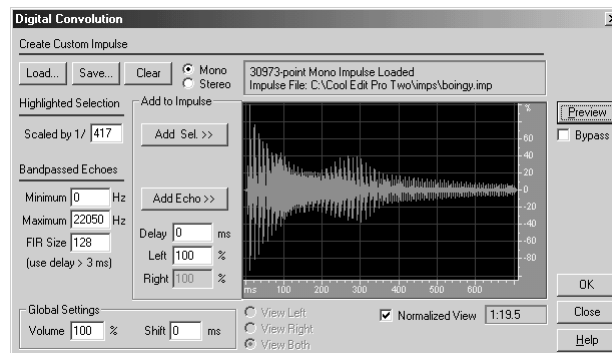 Digital Convolution
Create Custom Impulse
Load... Save... Clear Mono
Stereo
30973-point Mono Impulse Loaded
Impulse File: C:\Cool Edit Pro Two\imps\boingy.imp
Highlighted Selection
Scaled by 1/ 417
Bandpassed Echoes
Minimum 0 Hz
Maximum 22050 Hz
FIR Size 128
(use delay > 3 ms)
Add to Impulse
Add Sel. >>
Add Echo >>
Delay 0 ms
Left 100 %
Right 100 %
%
60
40
20
0
-20
-40
-60
-80
ms 100 200 300 400 500 600
Preview
Bypass
Global Settings
Volume 100 % Shift 0 ms
View Left
View Right
View Both
Normalized View 1:19.5
OK
Close
Help